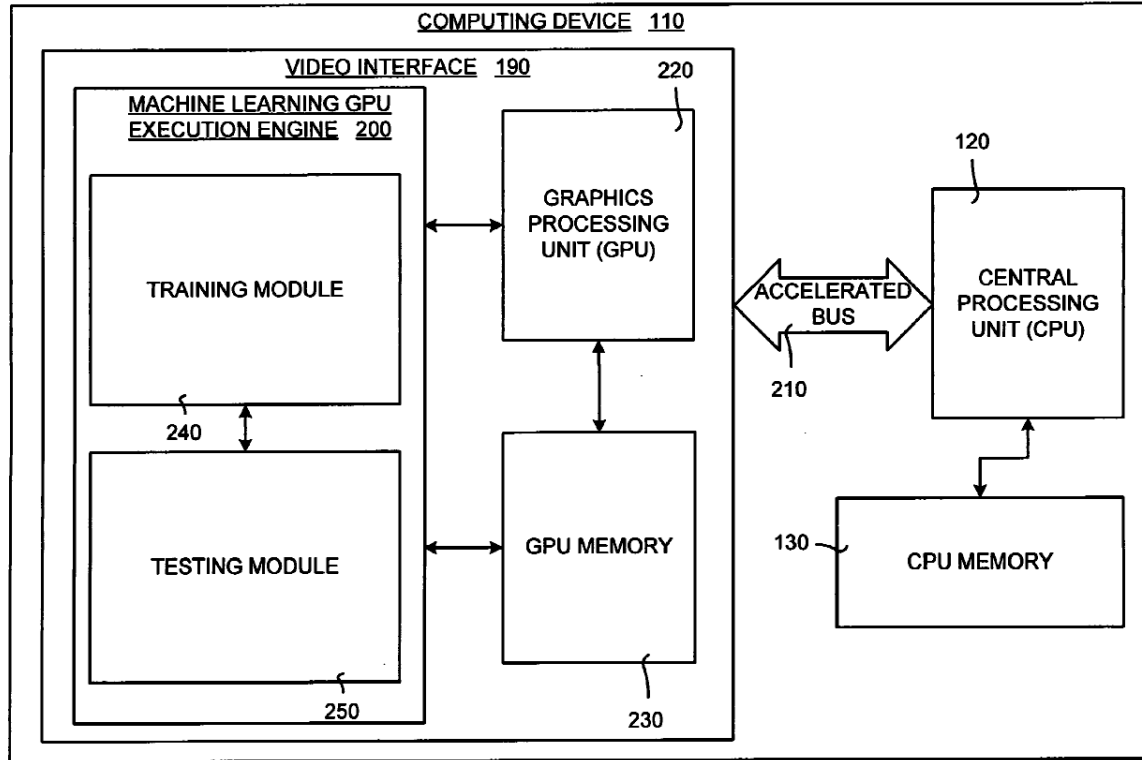 COMPUTING DEVICE 110
VIDEO INTERFACE 190
MACHINE LEARNING GPU
EXECUTION ENGINE 200
220
120
GRAPHICS
PROCESSING
UNIT (GPU)
TRAINING MODULE
ACCELERATED
BUS
CENTRAL
PROCESSING
UNIT (CPU)
210
240
TESTING MODULE
GPU MEMORY
130
CPU MEMORY
250
230